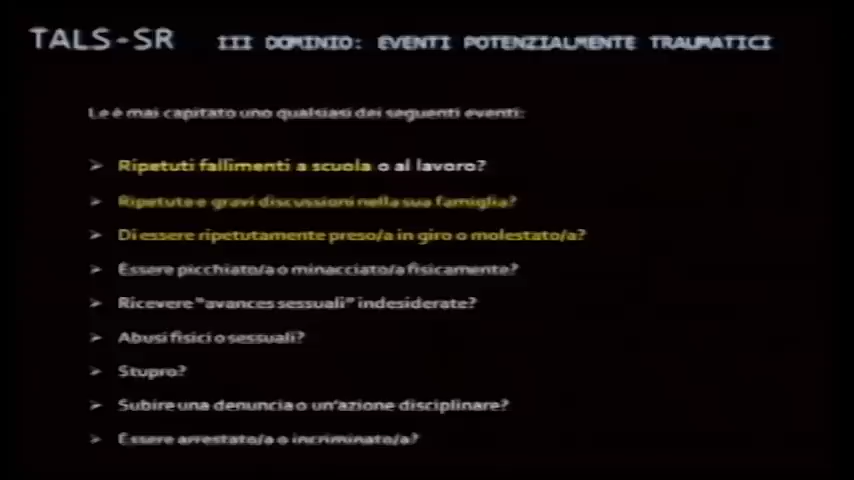 TALS-SR III DOMINIO: EVENTI POTENZIALMENTE TRAUMATICI
Le è mai capitato uno qualsiasi dei seguenti eventi:
➢ Ripetuti fallimenti a scuola o al lavoro?
➢ Ripetute e gravi discussioni nella sua famiglia?
➢ Di essere ripetutamente preso/a in giro o molestato/a?
➢ Essere picchiato/a o minacciato/a fisicamente?
➢ Ricevere "avances sessuali" indesiderate?
➢ Abusi fisici o sessuali?
➢ Stupro?
➢ Subire una denuncia o un'azione disciplinare?
➢ Essere arrestato/a o incriminato/a?